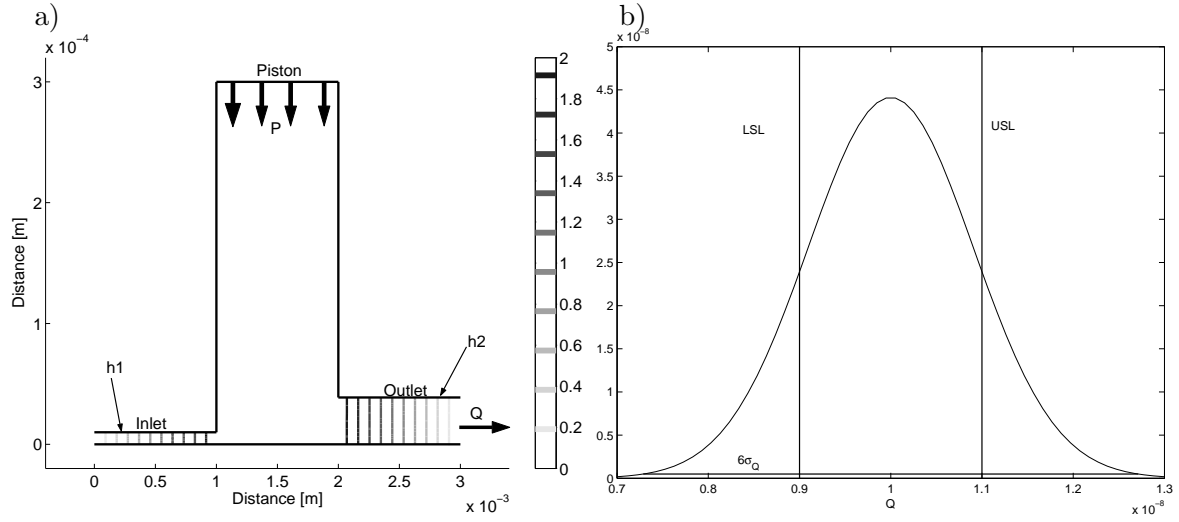 a)
x 10⁻⁴
Piston
P
3
2
1
0
Distance [m]
h1
Inlet
h2
Outlet
Q
0 0.5 1 1.5 2 2.5 3
Distance [m]
x 10⁻³
2
1.8
1.6
1.4
1.2
1
0.8
0.6
0.4
0.2
0
b)
x 10⁻⁸
5
4.5
4
3.5
3
2.5
2
1.5
1
0.5
0
LSL
USL
6σQ
0.7 0.8 0.9 1 1.1 1.2 1.3
Q
x 10⁻⁸